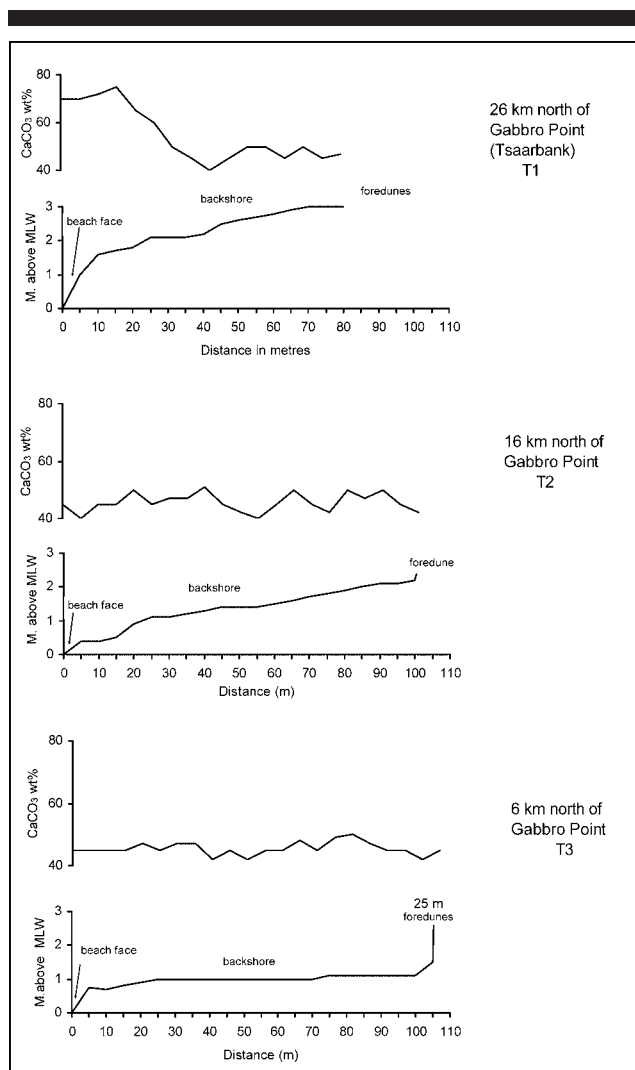 80
60
40
CaCO₃ wt%
26 km north of
Gabbro Point
(Tsaarbank)
T1
3
2
1
0
M. above MLW
beach face
backshore
foredunes
0 10 20 30 40 50 60 70 80 90 100 110
Distance in metres
80
60
40
CaCO₃ wt%
16 km north of
Gabbro Point
T2
3
2
1
0
M. above MLW
beach face
backshore
foredune
0 10 20 30 40 50 60 70 80 90 100 110
Distance (m)
80
60
40
CaCO₃ wt%
6 km north of
Gabbro Point
T3
3
2
1
0
M.above MLW
beach face
backshore
25 m
foredunes
0 10 20 30 40 50 60 70 80 90 100 110
Distance (m)